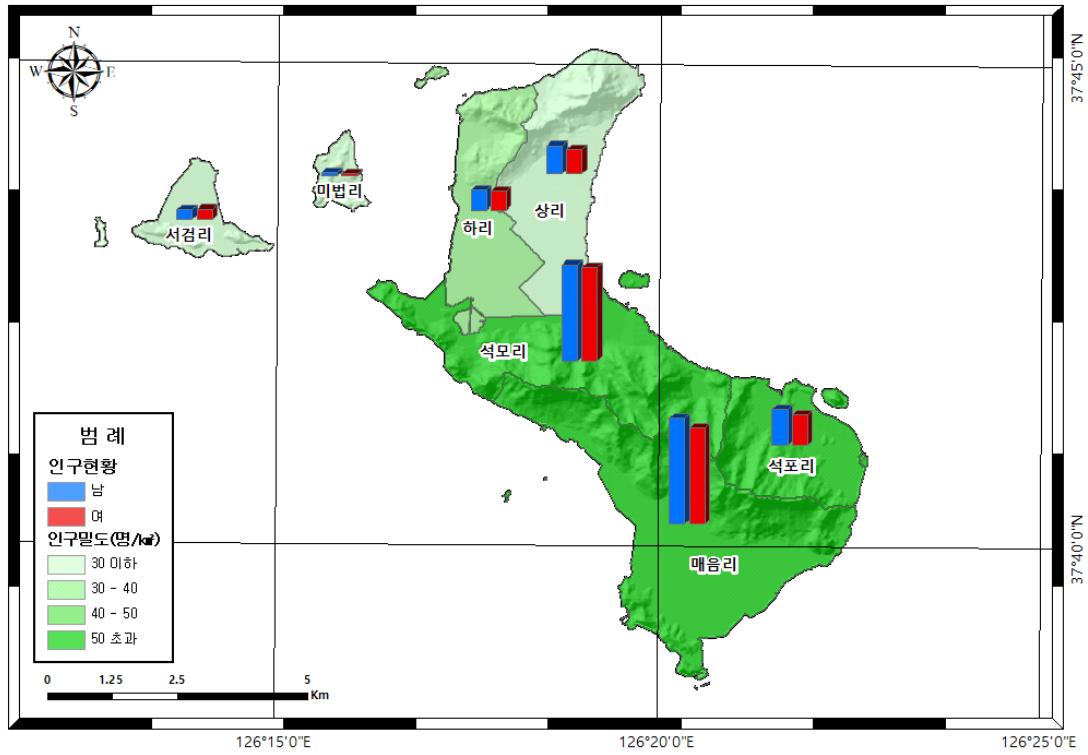 N
W E
S
37°45'0"N
미법리
서검리
상리
하리
석모리
석포리
매음리
37°40'0"N
범 례
인구현황
남
여
인구밀도(명/㎢)
30 이하
30 - 40
40 - 50
50 초과
0 1.25 2.5 5
Km
126°15'0"E 126°20'0"E 126°25'0"E